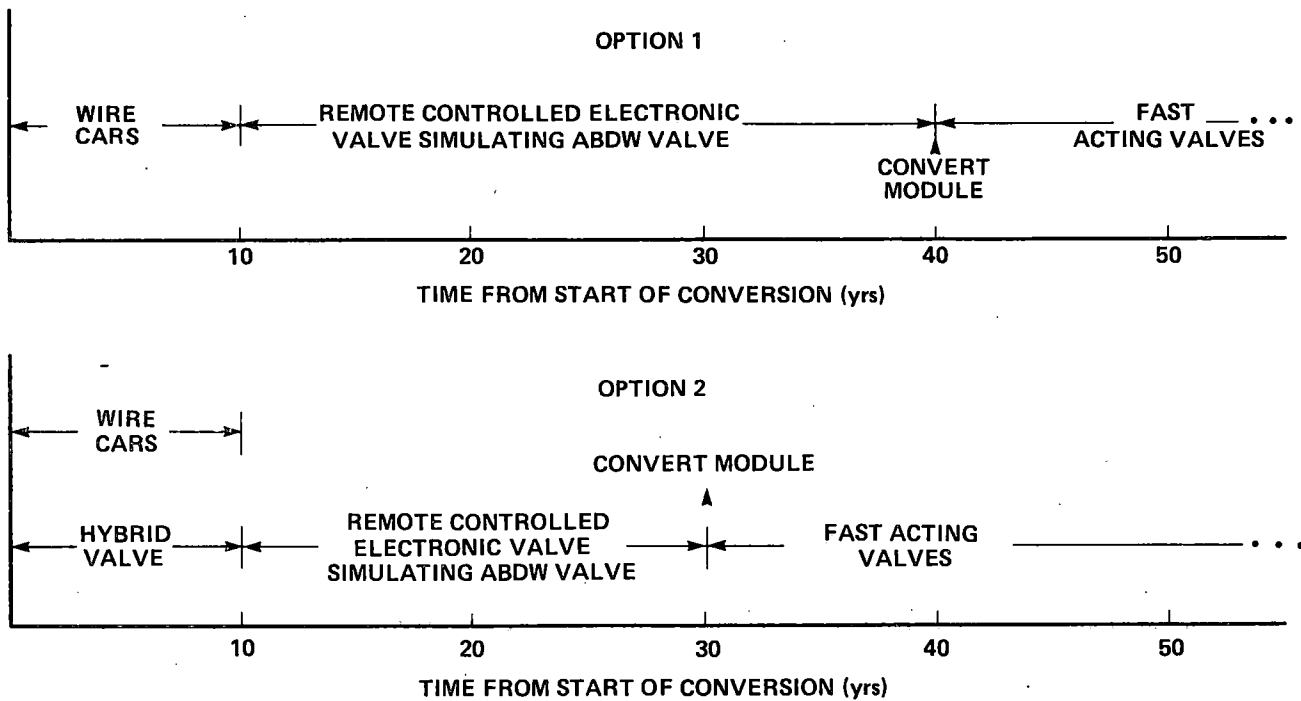 OPTION 1
WIRE
CARS
REMOTE CONTROLLED ELECTRONIC
VALVE SIMULATING ABDW VALVE
FAST
ACTING VALVES
CONVERT
MODULE
10 20 30 40 50
TIME FROM START OF CONVERSION (yrs)
OPTION 2
WIRE
CARS
CONVERT MODULE
HYBRID
VALVE
REMOTE CONTROLLED
ELECTRONIC VALVE
SIMULATING ABDW VALVE
FAST ACTING
VALVES
10 20 30 40 50
TIME FROM START OF CONVERSION (yrs)